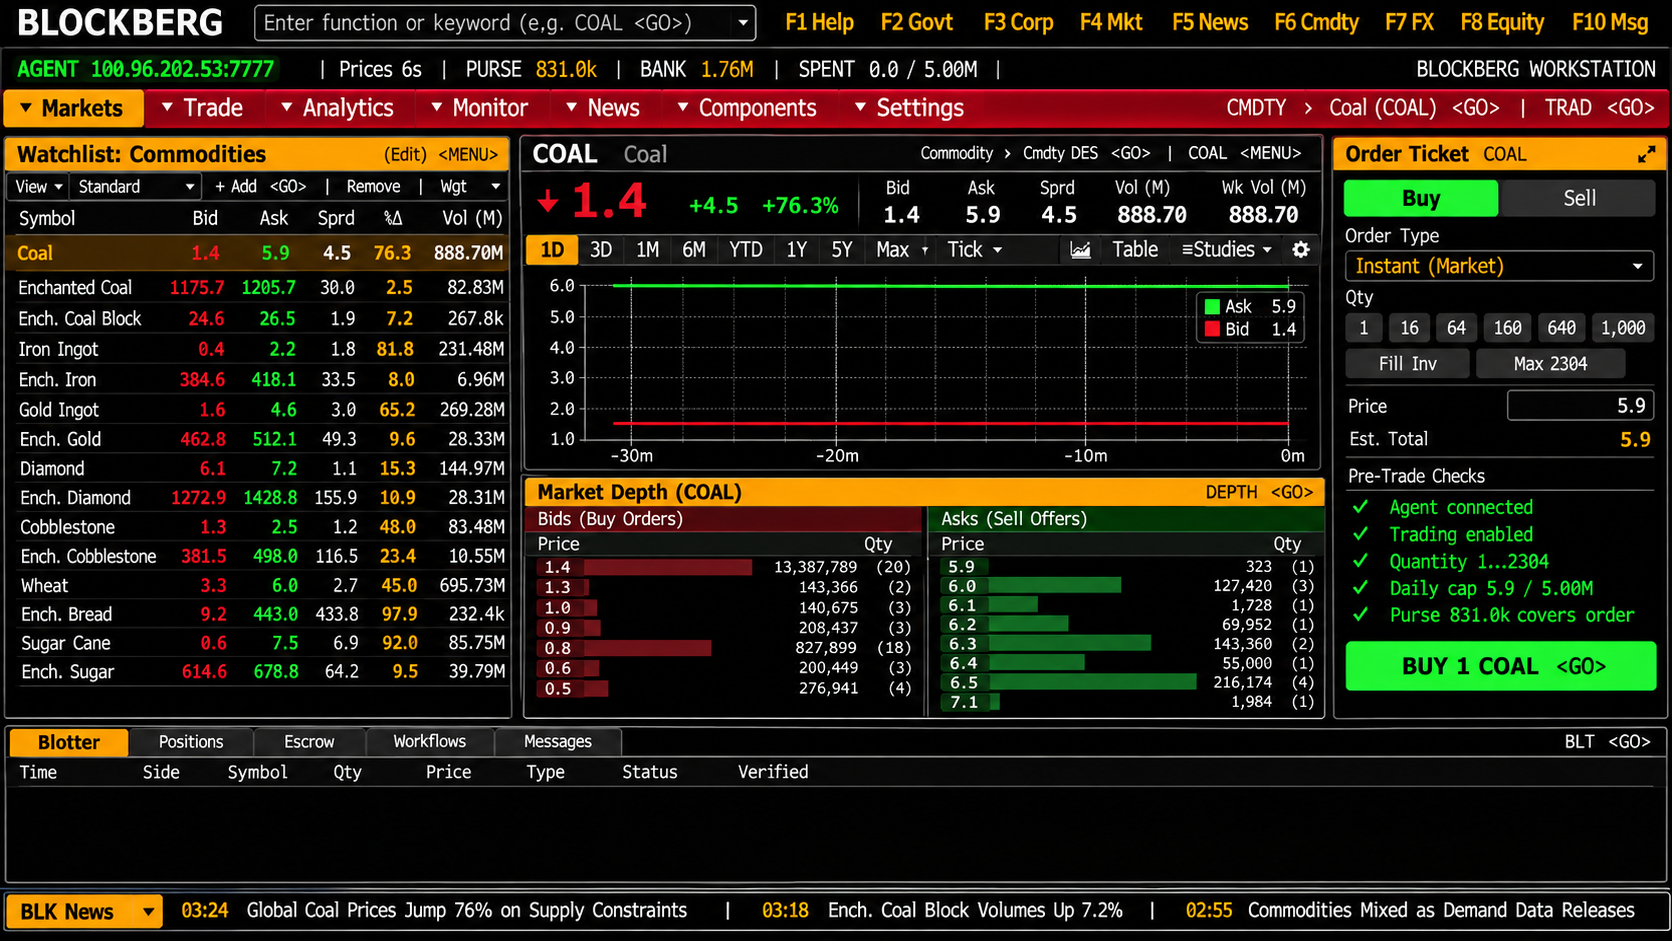 BLOCKBERG
Enter function or keyword (e,g. COAL <GO>)
F1 Help F2 Govt F3 Corp F4 Mkt F5 News F6 Cmdty F7 FX F8 Equity F10 Msg
AGENT 100.96.202.53:7777 | Prices 6s | PURSE 831.0k | BANK 1.76M | SPENT 0.0 / 5.00M |
BLOCKBERG WORKSTATION
Markets Trade Analytics Monitor News Components Settings
CMDTY > Coal (COAL) <GO> | TRAD <GO>
Watchlist: Commodities (Edit) <MENU>
View Standard + Add <GO> | Remove | Wgt
Symbol Bid Ask Sprd %Δ Vol (M)
Coal 1.4 5.9 4.5 76.3 888.70M
Enchanted Coal 1175.7 1205.7 30.0 2.5 82.83M
Ench. Coal Block 24.6 26.5 1.9 7.2 267.8k
Iron Ingot 0.4 2.2 1.8 81.8 231.48M
Ench. Iron 384.6 418.1 33.5 8.0 6.96M
Gold Ingot 1.6 4.6 3.0 65.2 269.28M
Ench. Gold 462.8 512.1 49.3 9.6 28.33M
Diamond 6.1 7.2 1.1 15.3 144.97M
Ench. Diamond 1272.9 1428.8 155.9 10.9 28.31M
Cobblestone 1.3 2.5 1.2 48.0 83.48M
Ench. Cobblestone 381.5 498.0 116.5 23.4 10.55M
Wheat 3.3 6.0 2.7 45.0 695.73M
Ench. Bread 9.2 443.0 433.8 97.9 232.4k
Sugar Cane 0.6 7.5 6.9 92.0 85.75M
Ench. Sugar 614.6 678.8 64.2 9.5 39.79M
COAL Coal
Commodity > Cmdty DES <GO> | COAL <MENU>
1.4 +4.5 +76.3%
Bid Ask Sprd Vol (M) Wk Vol (M)
1.4 5.9 4.5 888.70 888.70
1D 3D 1M 6M YTD 1Y 5Y Max Tick Table Studies
6.0
5.0
4.0
3.0
2.0
1.0
Ask 5.9
Bid 1.4
-30m -20m -10m 0m
Market Depth (COAL) DEPTH <GO>
Bids (Buy Orders)
Price Qty
1.4 13,387,789 (20)
1.3 143,366 (2)
1.0 140,675 (3)
0.9 208,437 (3)
0.8 827,899 (18)
0.6 200,449 (3)
0.5 276,941 (4)
Asks (Sell Offers)
Price Qty
5.9 323 (1)
6.0 127,420 (3)
6.1 1,728 (1)
6.2 69,952 (1)
6.3 143,360 (2)
6.4 55,000 (1)
6.5 216,174 (4)
7.1 1,984 (1)
Order Ticket COAL
Buy Sell
Order Type
Instant (Market)
Qty
1 16 64 160 640 1,000
Fill Inv Max 2304
Price 5.9
Est. Total 5.9
Pre-Trade Checks
✓ Agent connected
✓ Trading enabled
✓ Quantity 1...2304
✓ Daily cap 5.9 / 5.00M
✓ Purse 831.0k covers order
BUY 1 COAL <GO>
Blotter Positions Escrow Workflows Messages
BLT <GO>
Time Side Symbol Qty Price Type Status Verified
BLK News 03:24 Global Coal Prices Jump 76% on Supply Constraints | 03:18 Ench. Coal Block Volumes Up 7.2% | 02:55 Commodities Mixed as Demand Data Releases